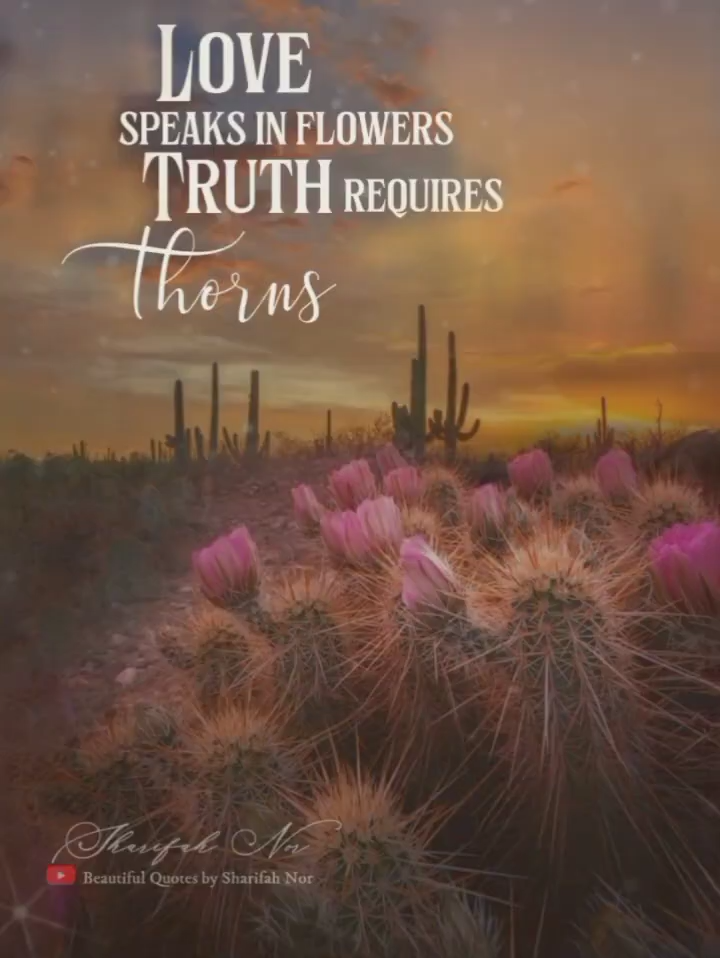 LOVE
SPEAKS IN FLOWERS
TRUTH REQUIRES
thorns
Sharifah Nor
Beautiful Quotes by Sharifah Nor